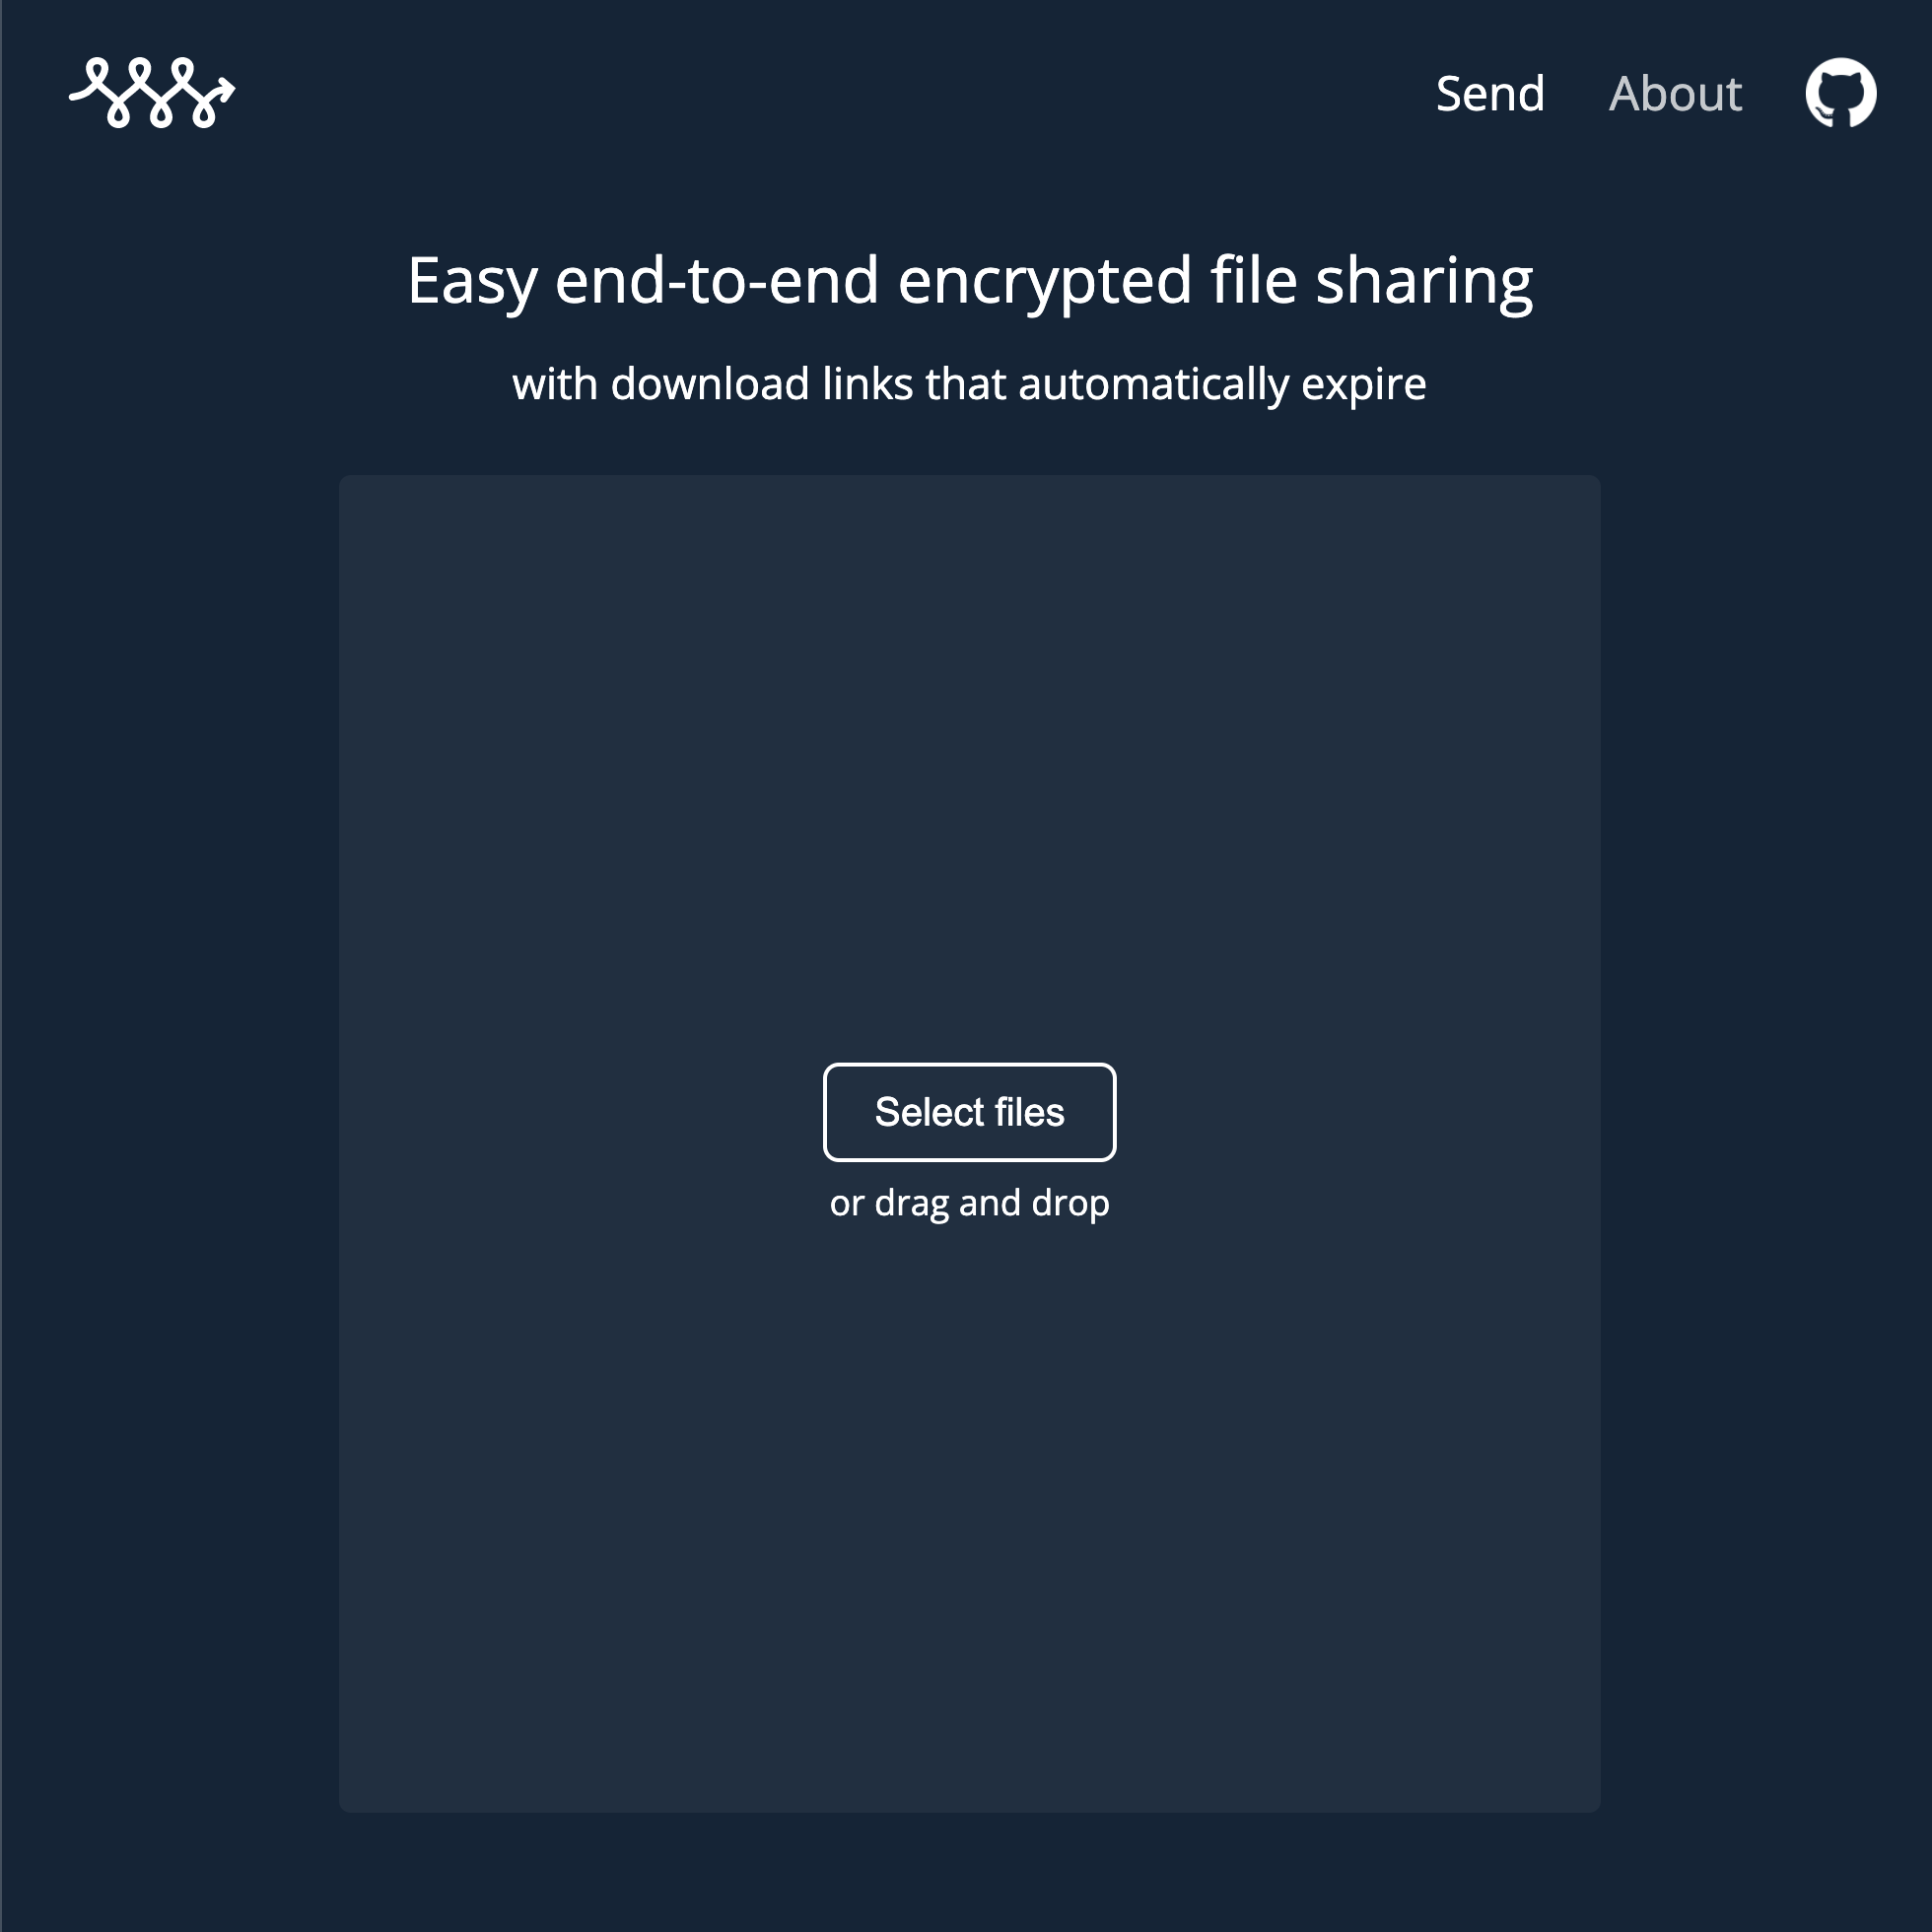 Send About
Easy end-to-end encrypted file sharing
with download links that automatically expire
Select files
or drag and drop